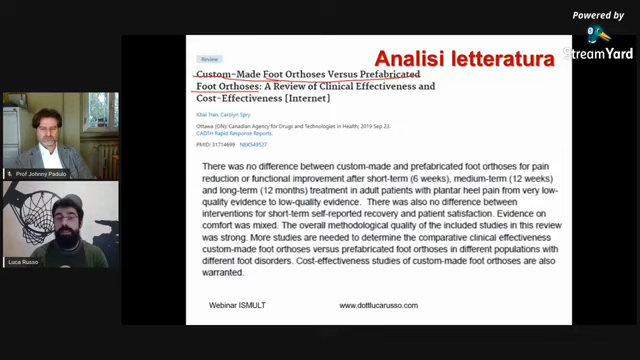 Powered by
StreamYard
Analisi letteratura
Review
Custom-Made Foot Orthoses Versus Prefabricated
Foot Orthoses: A Review of Clinical Effectiveness and
Cost-Effectiveness [Internet]
Khai Tran, Carolyn Spry
Ottawa (ON): Canadian Agency for Drugs and Technologies in Health; 2019 Sep 23.
CADTH Rapid Response Reports.
PMID: 31714699 NBK549527
There was no difference between custom-made and prefabricated foot orthoses for pain
reduction or functional improvement after short-term (6 weeks), medium-term (12 weeks)
and long-term (12 months) treatment in adult patients with plantar heel pain from very low-
quality evidence to low-quality evidence. There was also no difference between
interventions for short-term self-reported recovery and patient satisfaction. Evidence on
comfort was mixed. The overall methodological quality of the included studies in this review
was strong. More studies are needed to determine the comparative clinical effectiveness
custom-made foot orthoses versus prefabricated foot orthoses in different populations with
different foot disorders. Cost-effectiveness studies of custom-made foot orthoses are also
warranted.
Prof Johnny Padulo
Luca Russo
Webinar ISMULT www.dottlucarusso.com